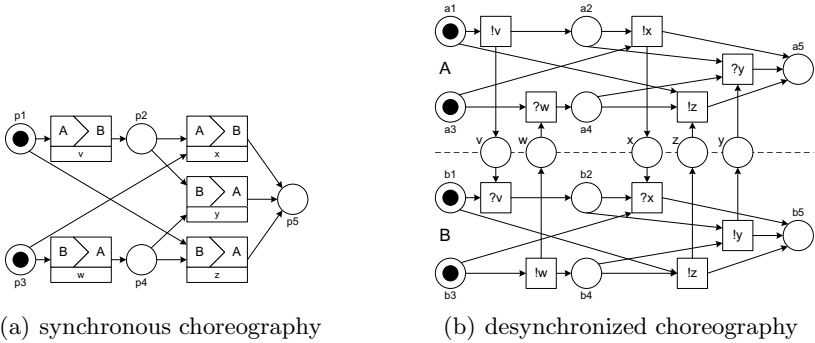 a1 a2
!v !x
a5
A ?y
?w !z
p1 p2
A B A B
v x
a3 a4
v w x z y
B A
y
p5
b1 b2
?v ?x
b5
B !y
B A B A
w z
p3 p4
!w !z
b3 b4
(a) synchronous choreography (b) desynchronized choreography